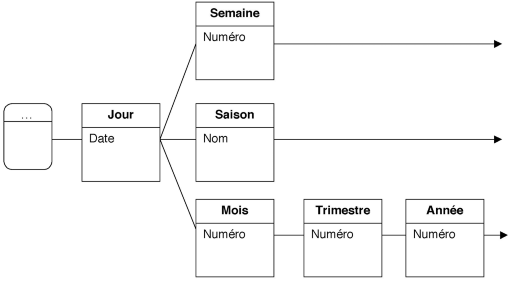 Semaine
Numéro
...
Jour
Date
Saison
Nom
Mois
Numéro
Trimestre
Numéro
Année
Numéro